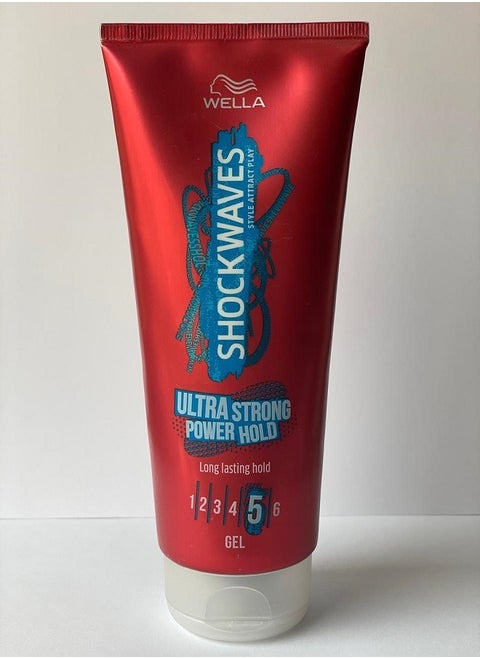 WELLA
SHOCKWAVES
STYLE ATTRACT PLAY
ULTRA STRONG
POWER HOLD
Long lasting hold
1 2 3 4 5 6
GEL